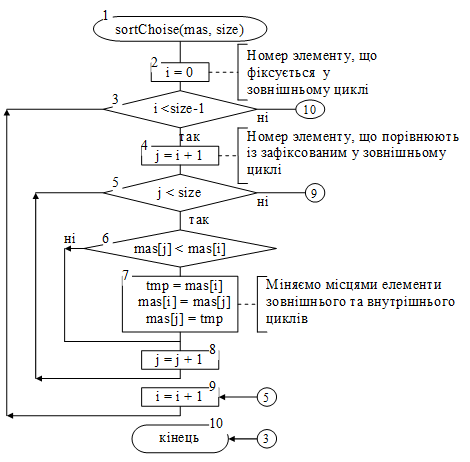 1
sortChoise(mas, size)
2
i = 0
Номер элементу, що
фіксується у
зовнішньому циклі
3
i <size-1
ні
10
так
4
j = i + 1
Номер элементу, що порівнюють
із зафіксованим у зовнішньому
циклі
5
j < size
ні
9
так
ні
6
mas[j] < mas[i]
7
tmp = mas[i]
mas[i] = mas[j]
mas[j] = tmp
Міняємо місцями елементи
зовнішнього та внутрішнього
циклів
8
j = j + 1
9
i = i + 1
5
10
кінець
3